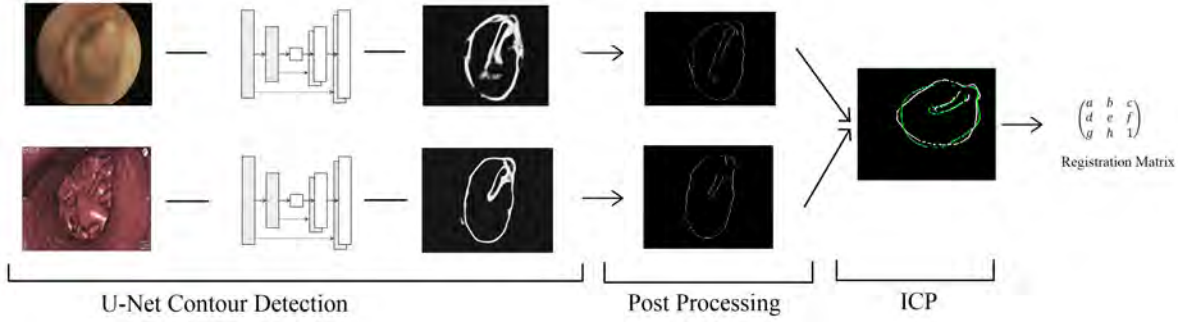 a b c
d e f
g h 1
Registration Matrix
U-Net Contour Detection
Post Processing
ICP